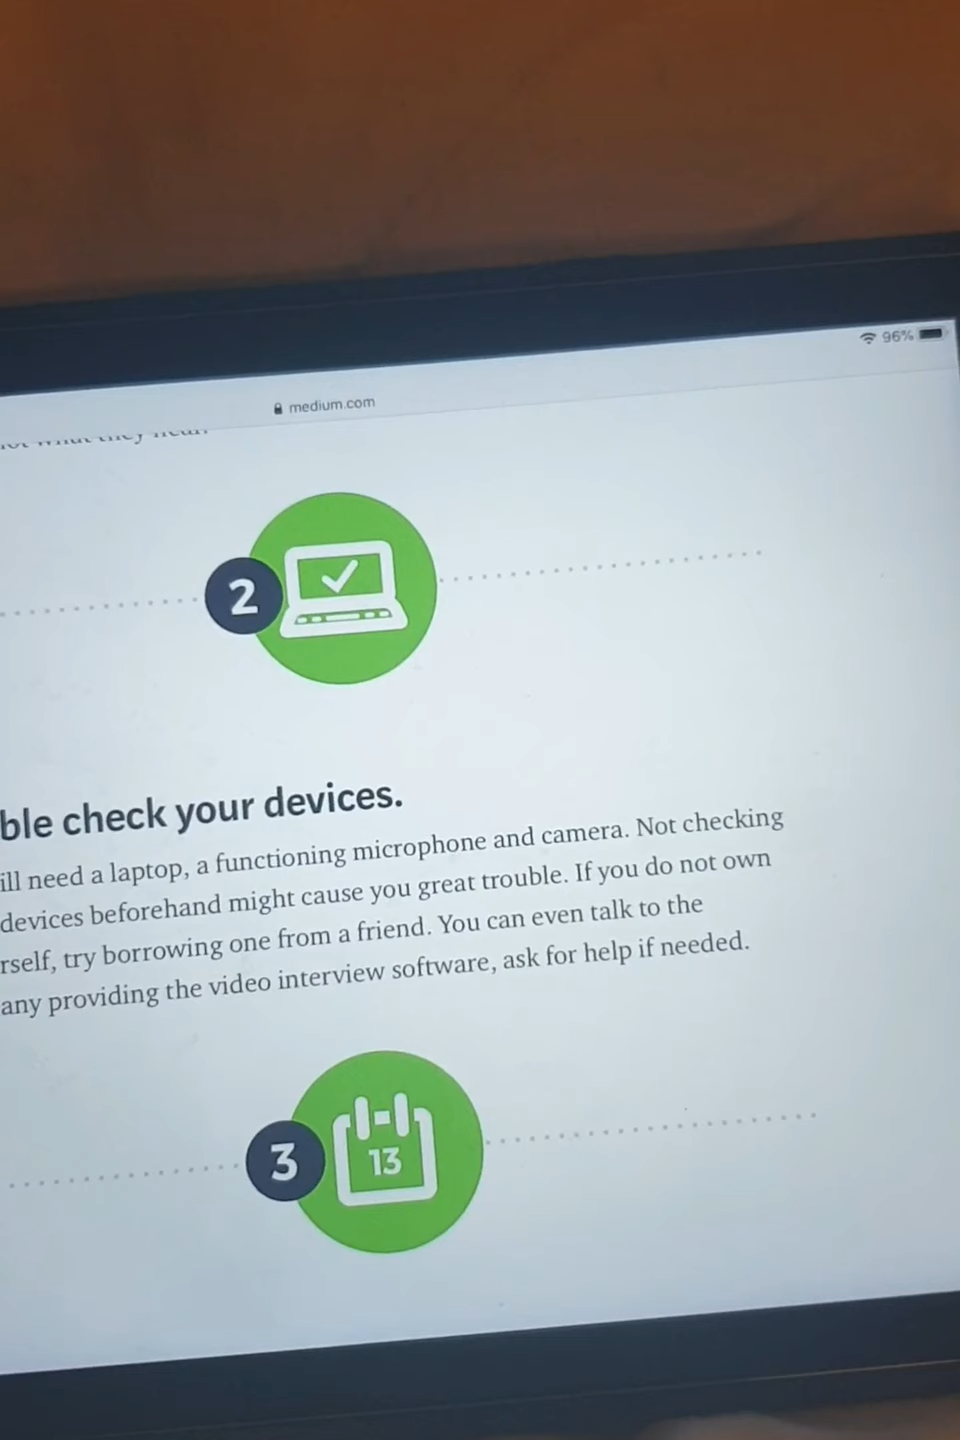 96%
medium.com
2
ble check your devices.
ill need a laptop, a functioning microphone and camera. Not checking
devices beforehand might cause you great trouble. If you do not own
rself, try borrowing one from a friend. You can even talk to the
any providing the video interview software, ask for help if needed.
3
13